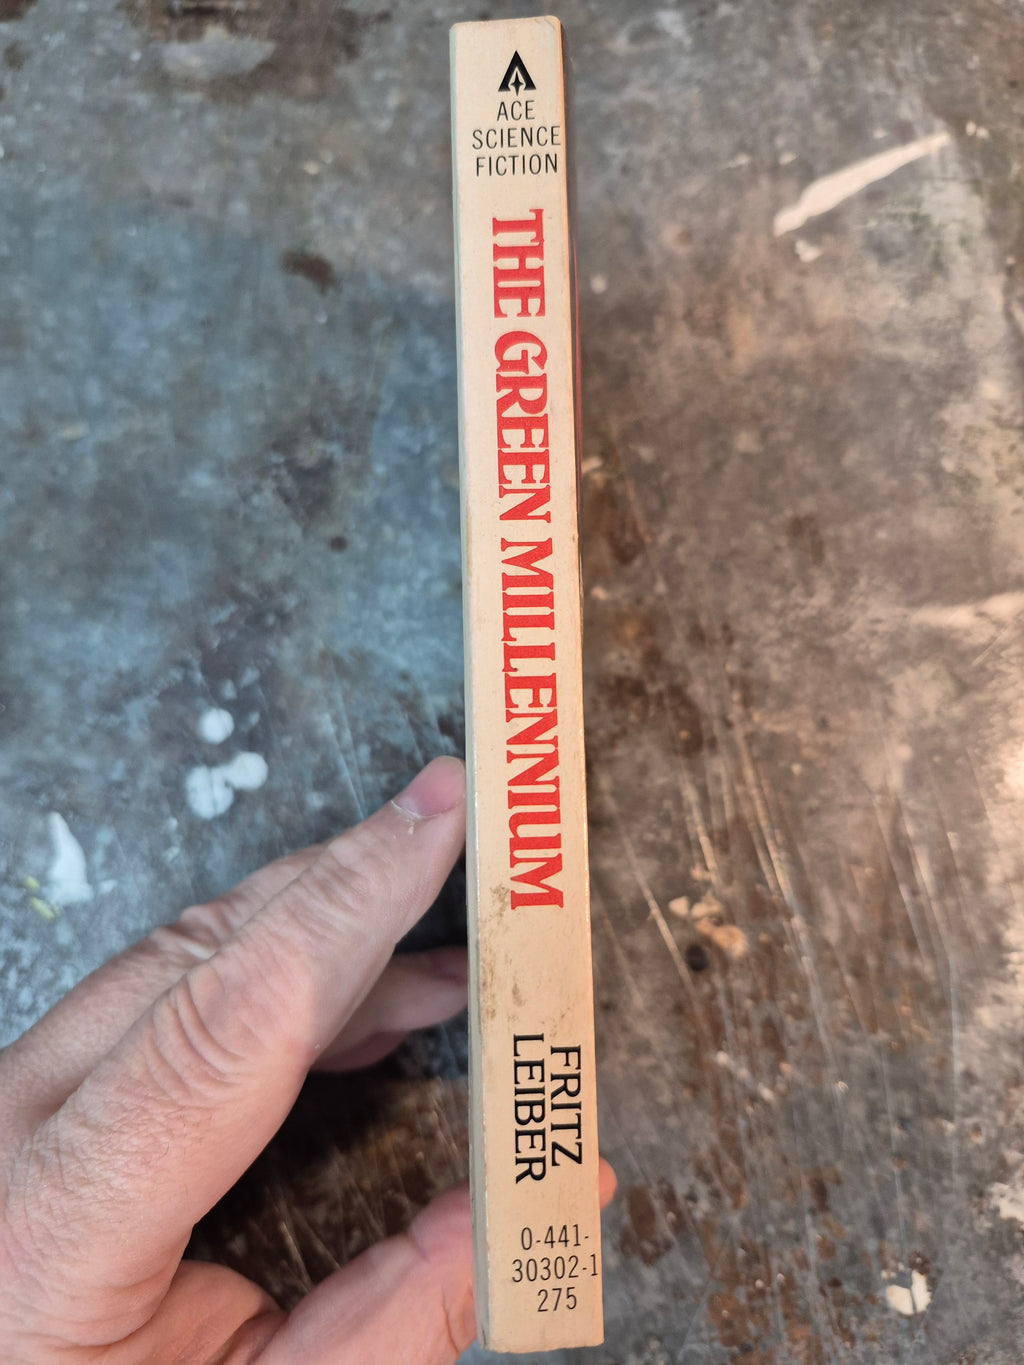 ACE
SCIENCE
FICTION
THE GREEN MILLENNIUM
FRITZ
LEIBER
0-441-
30302-1
275